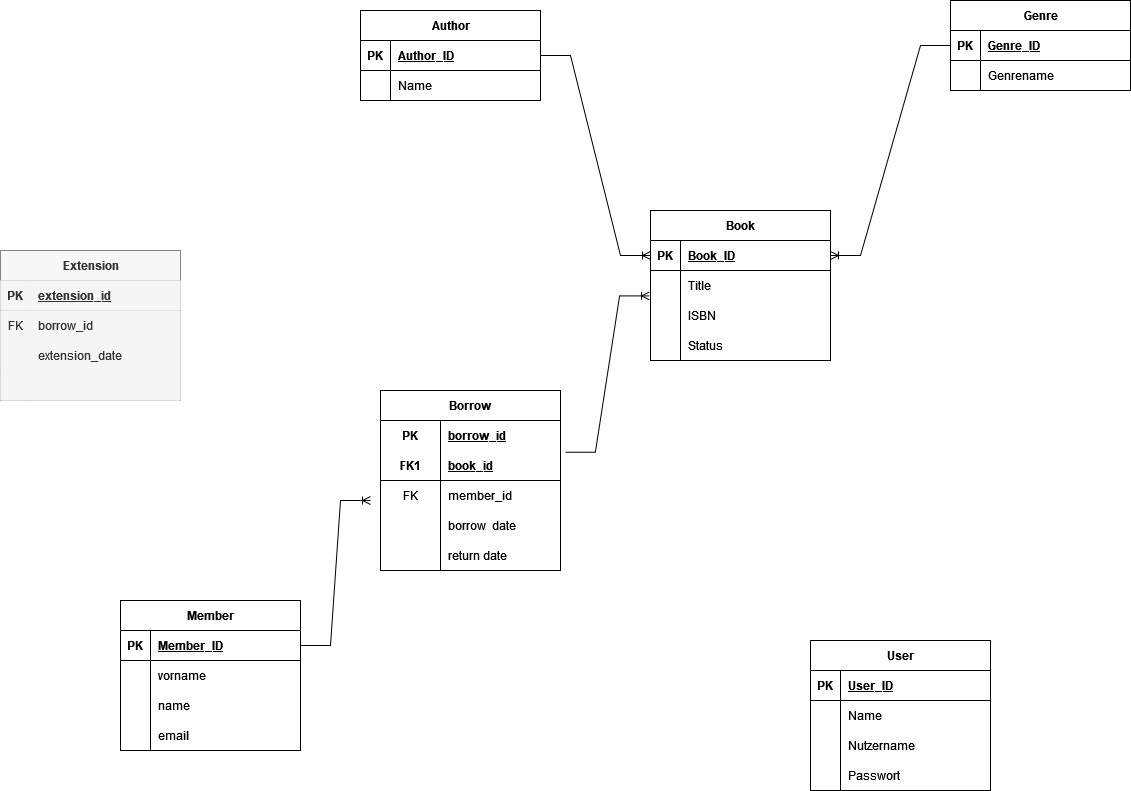 Author
PK Author_ID
Name
Genre
PK Genre_ID
Genrename
Book
PK Book_ID
Title
ISBN
Status
Extension
PK extension_id
FK borrow_id
extension_date
Borrow
PK borrow_id
FK1 book_id
FK member_id
borrow date
return date
Member
PK Member_ID
vorname
name
email
User
PK User_ID
Name
Nutzername
Passwort